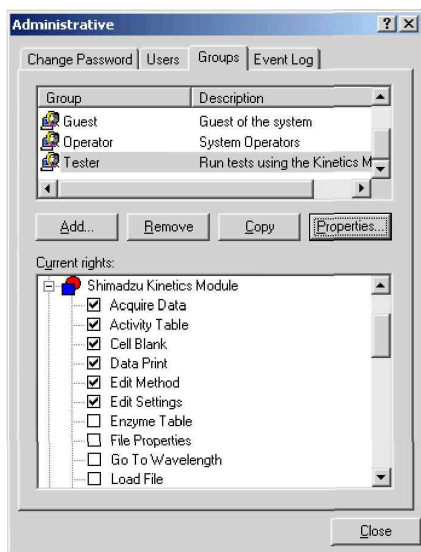 Administrative
Change Password Users Groups Event Log
Group Description
Guest Guest of the system
Operator System Operators
Tester Run tests using the Kinetics M
Add... Remove Copy Properties...
Current rights:
Shimadzu Kinetics Module
Acquire Data
Activity Table
Cell Blank
Data Print
Edit Method
Edit Settings
Enzyme Table
File Properties
Go To Wavelength
Load File
Close